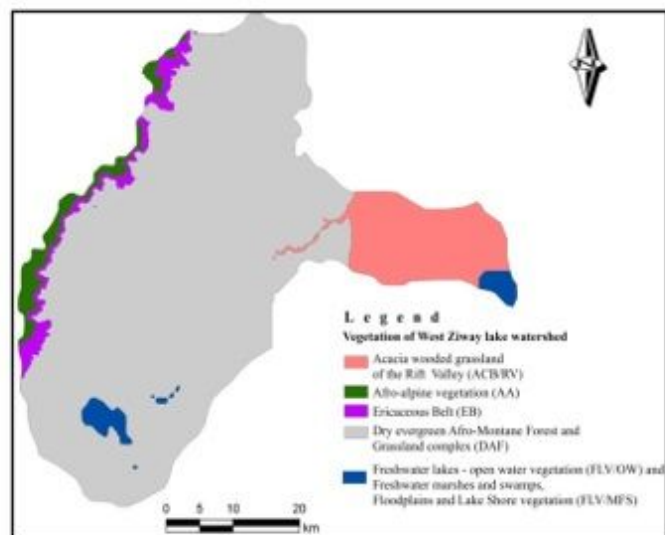 N
L e g e n d
Vegetation of West Ziway lake watershed
Acacia wooded grassland
of the Rift Valley (ACB/RV)
Afro-alpine vegetation (AA)
Ericaceous Belt (EB)
Dry evergreen Afro-Montane Forest and
Grassland complex (DAF)
Freshwater lakes - open water vegetation (FLV/OW) and
Freshwater marshes and swamps,
Floodplains and Lake Shore vegetation (FLV/MFS)
0 5 10 20
km